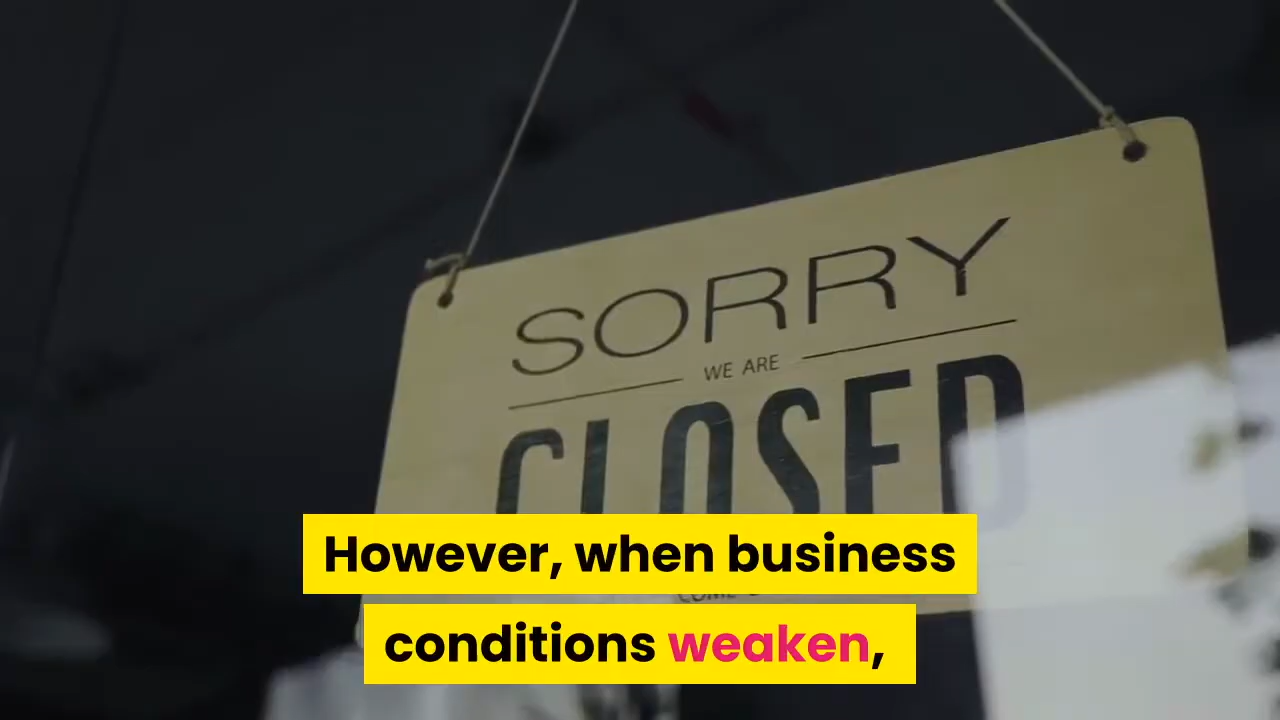 SORRY
WE ARE
CLOSED
However, when business
conditions weaken,